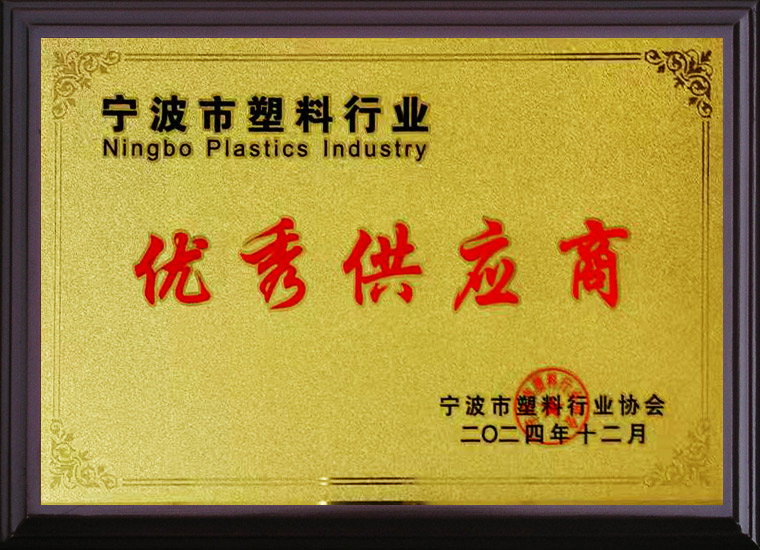 宁波市塑料行业
Ningbo Plastics Industry
优秀供应商
宁波市塑料行业协会
二〇二四年十二月